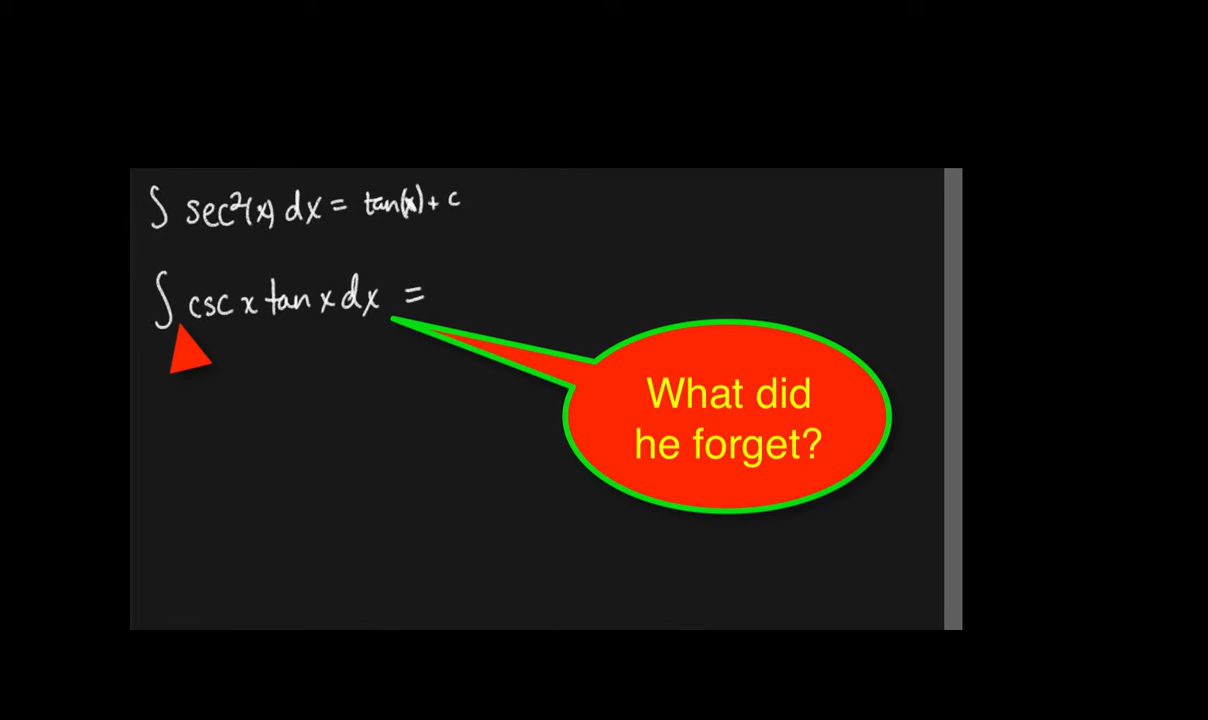 ∫ sec²(x) dx = tan(x) + c
∫ csc x tan x dx =
What did
he forget?